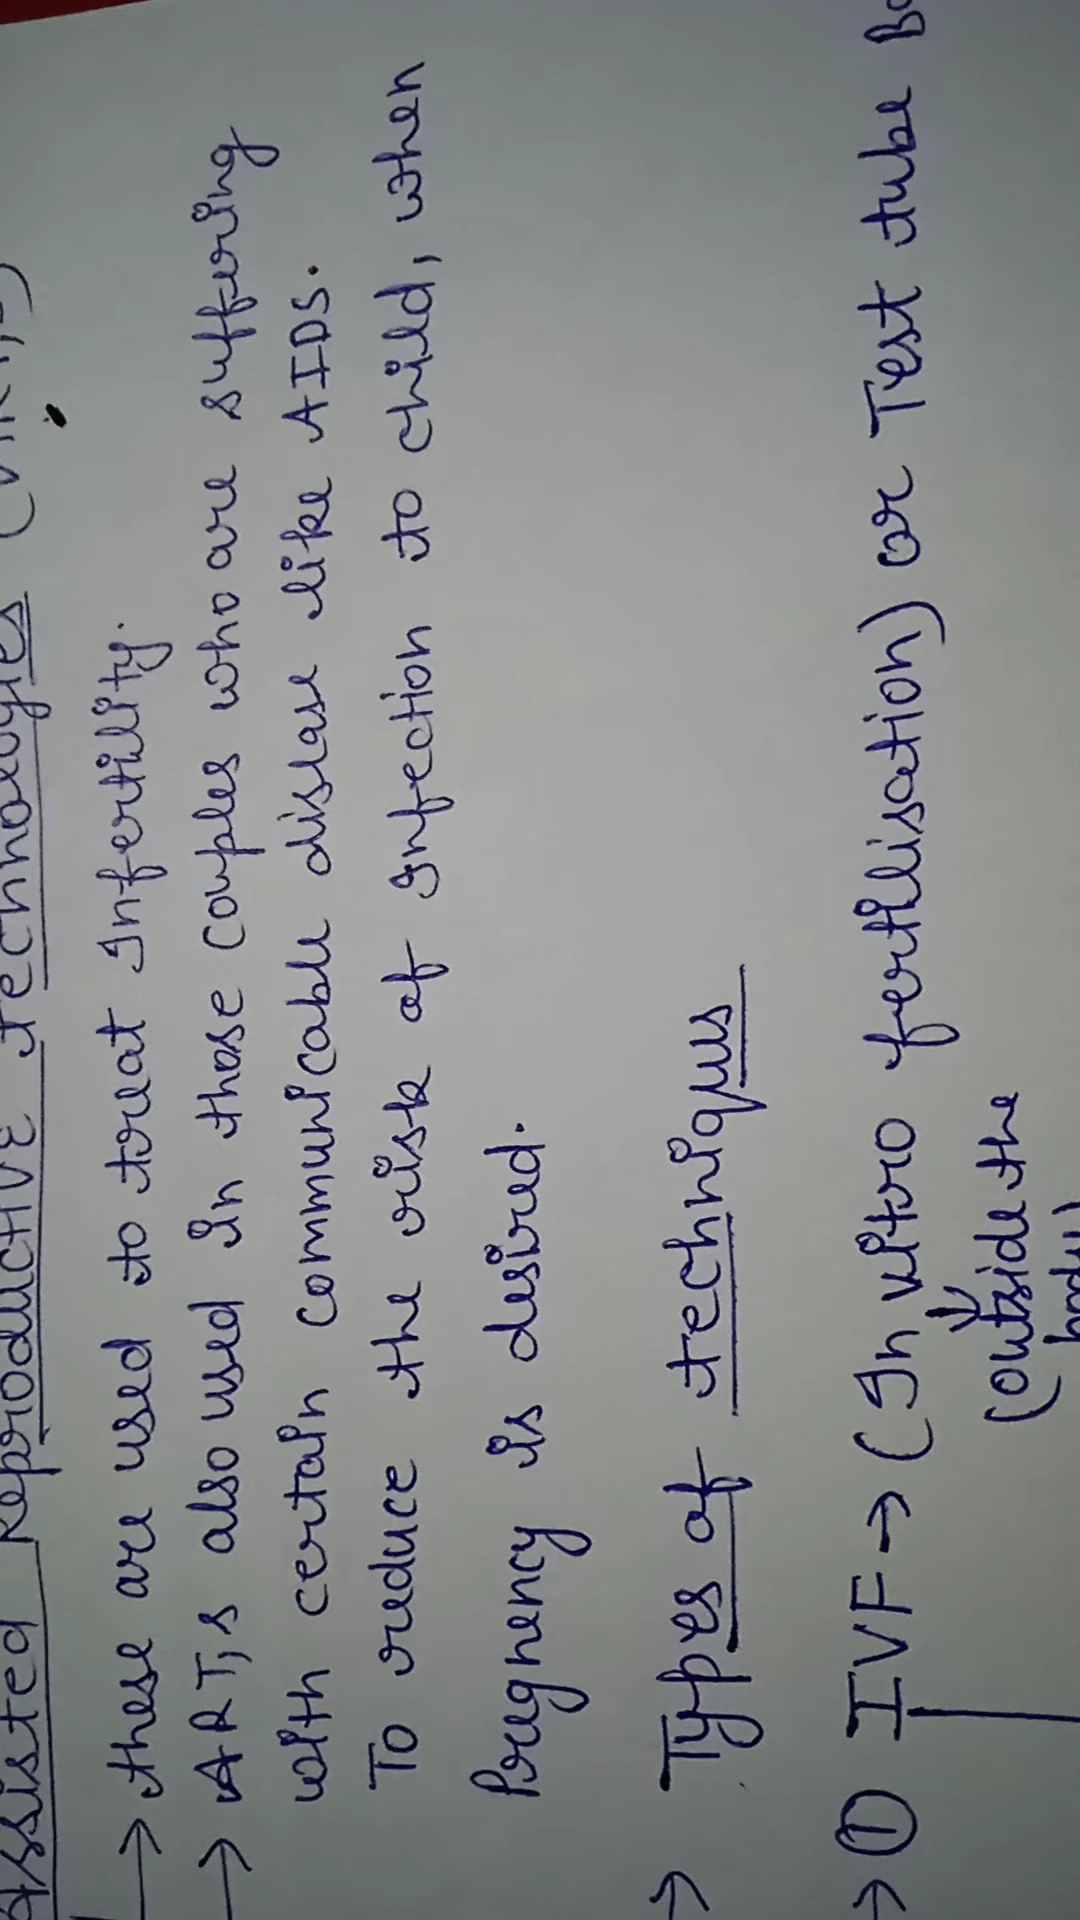 Assisted Reproductive technologies
→ these are used to treat Infertility.
→ ART,s also used in those couples who are suffering
with certain communicable disease like AIDS.
To reduce the risk of Infection to child, when
Pregnency is desired.
→ Types of techniques
→ ① IVF → (In vitro fertilisation) or Test tube
(outside the
body)